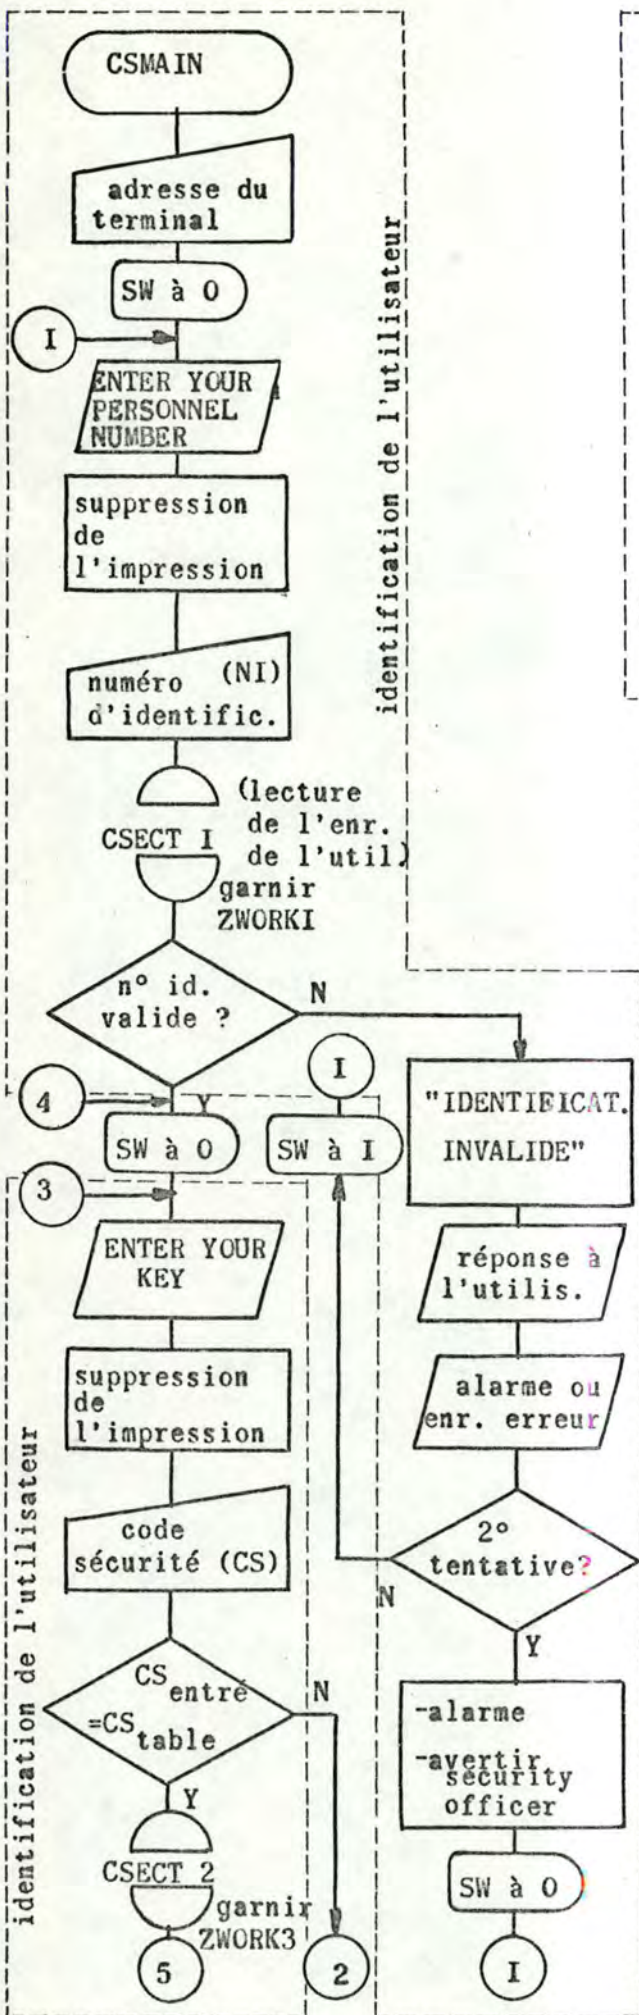 CSMAIN
adresse du
terminal
SW à O
I
ENTER YOUR
PERSONNEL
NUMBER
suppression
de
l'impression
numéro (NI)
d'identific.
(lecture
de l'enr.
de l'util)
CSECT I
garnir
ZWORKI
n° id.
valide ?
N
Y
identification de l'utilisateur
4
SW à O
3
ENTER YOUR
KEY
suppression
de
l'impression
code
sécurité (CS)
CS entré
=CS table
N
Y
CSECT 2
garnir
ZWORK3
5
2
identification de l'utilisateur
I
SW à I
"IDENTIFICAT.
INVALIDE"
réponse à
l'utilis.
alarme ou
enr. erreur
2°
tentative?
N
Y
-alarme
-avertir
security
officer
SW à O
I